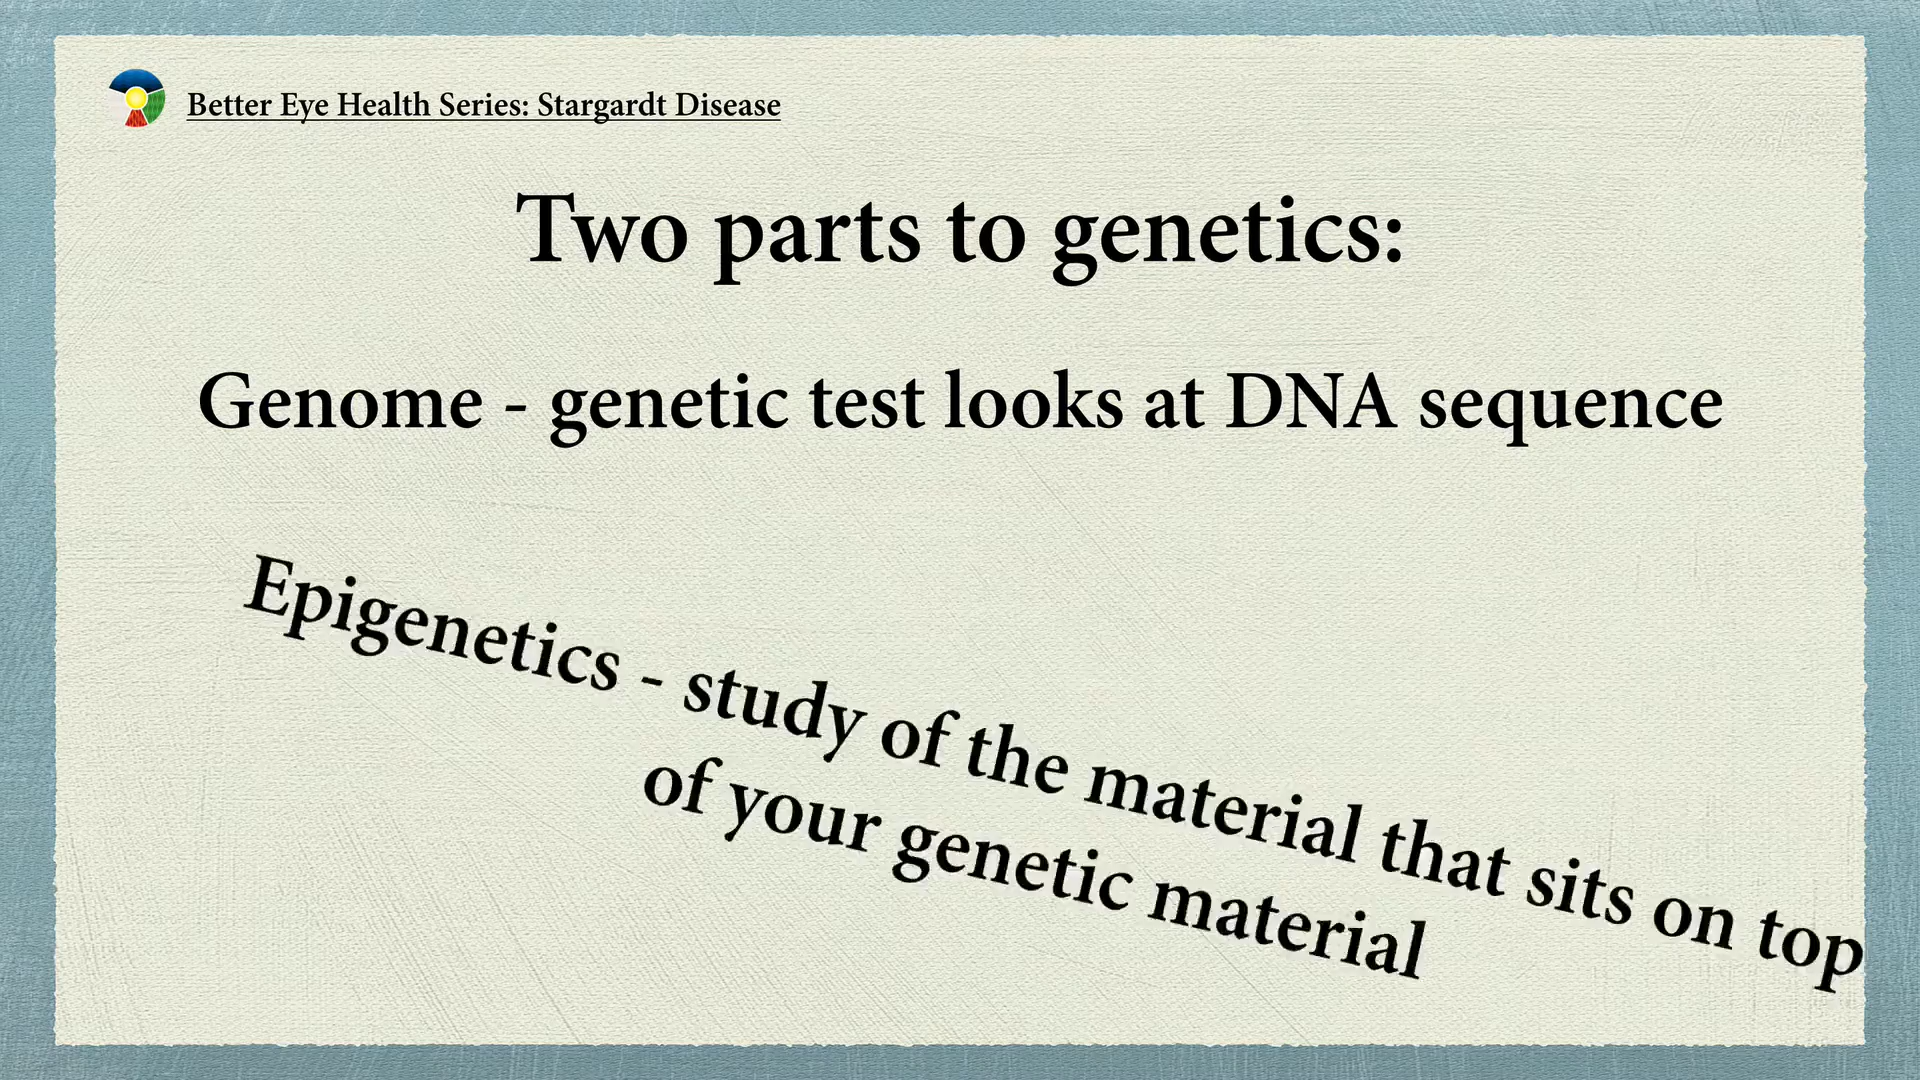 Better Eye Health Series: Stargardt Disease
Two parts to genetics:
Genome - genetic test looks at DNA sequence
Epigenetics - study of the material that sits on top
of your genetic material